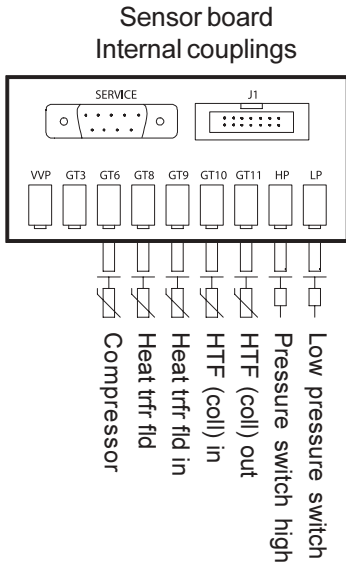 Sensor board
Internal couplings
SERVICE
J1
VVP GT3 GT6 GT8 GT9 GT10 GT11 HP LP
Compressor
Heat trfr fld
Heat trfr fld in
HTF (coll) in
HTF (coll) out
Pressure switch high
Low pressure switch